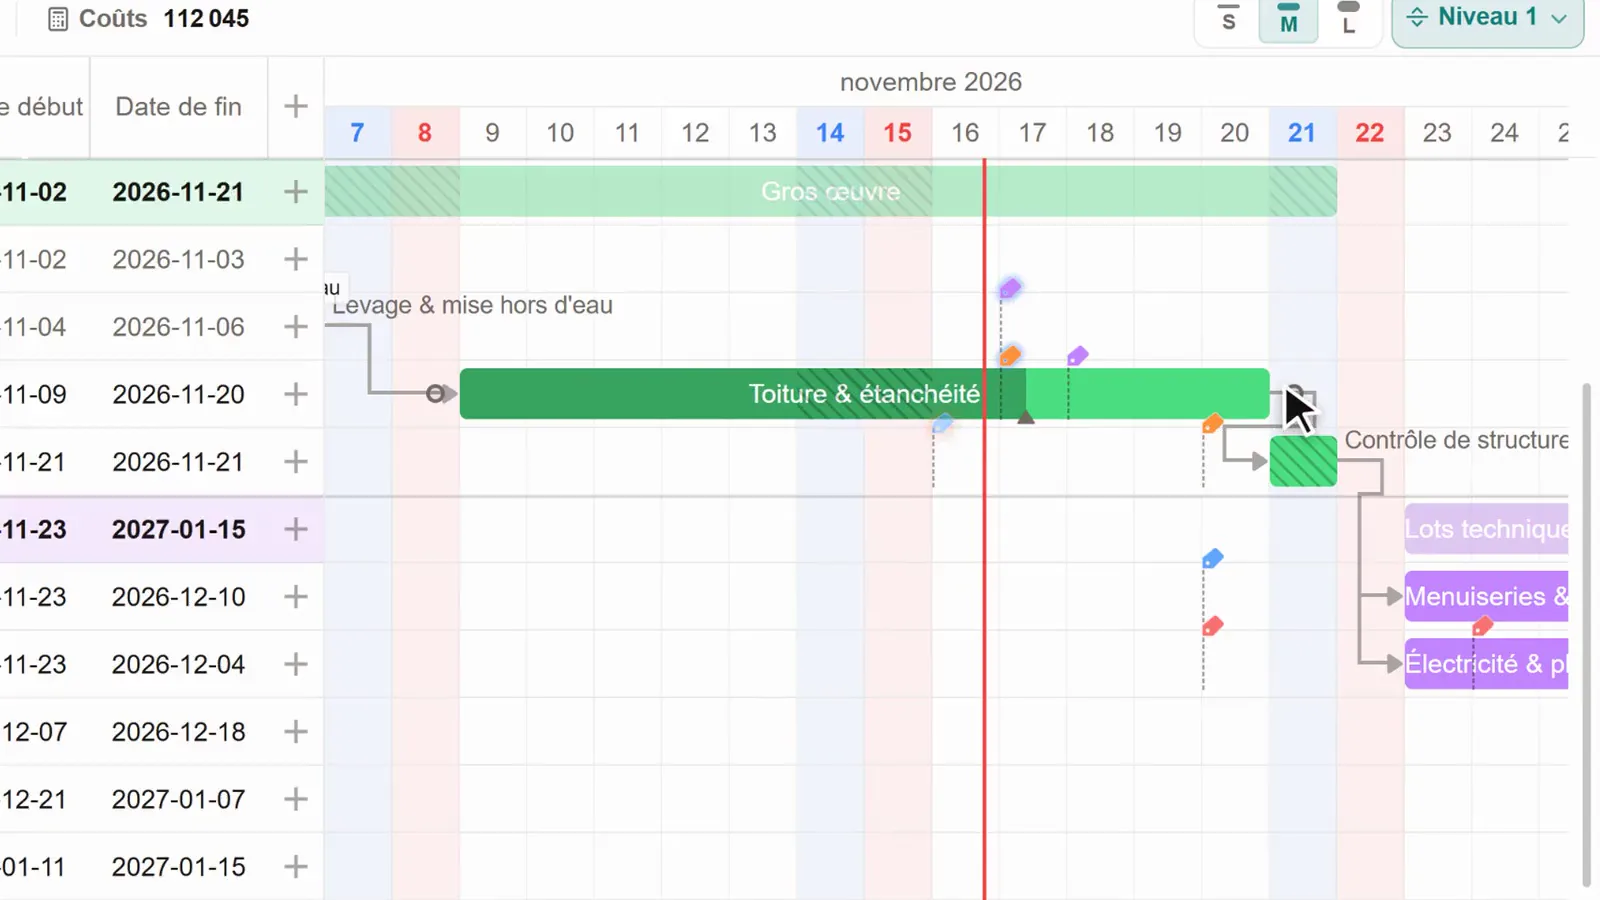 Coûts 112 045
S M L
Niveau 1
e début Date de fin
novembre 2026
7 8 9 10 11 12 13 14 15 16 17 18 19 20 21 22 23 24 2
-11-02 2026-11-21
Gros œuvre
-11-02 2026-11-03
au
Levage & mise hors d'eau
-11-04 2026-11-06
-11-09 2026-11-20
Toiture & étanchéité
-11-21 2026-11-21
Contrôle de structure
-11-23 2027-01-15
Lots technique
-11-23 2026-12-10
Menuiseries &
-11-23 2026-12-04
Électricité & pl
12-07 2026-12-18
12-21 2027-01-07
01-11 2027-01-15